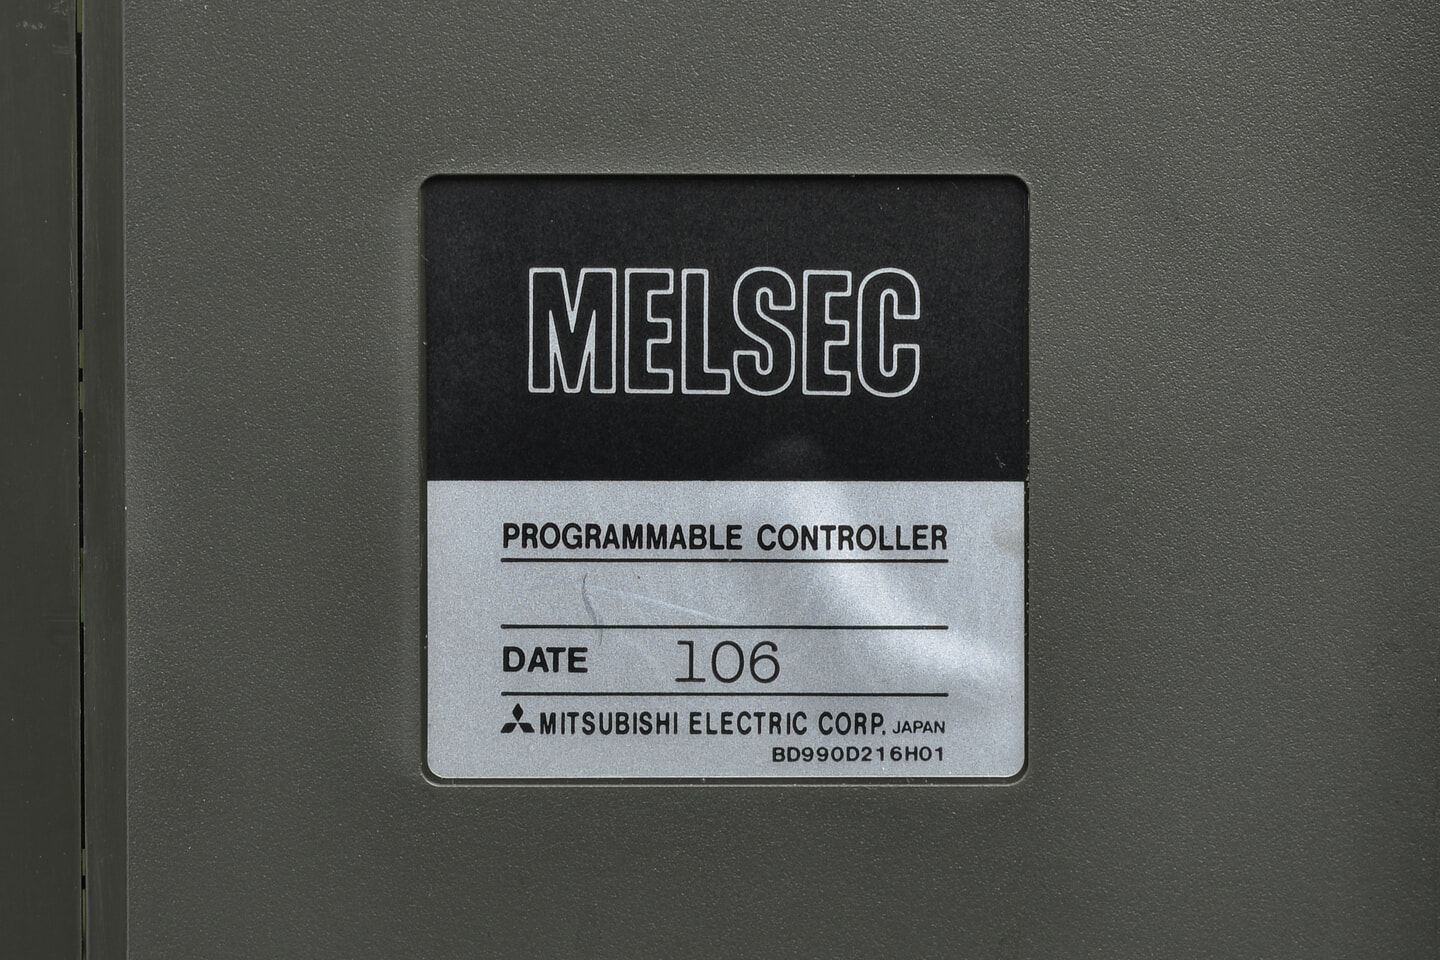 MELSEC
PROGRAMMABLE CONTROLLER
DATE 106
MITSUBISHI ELECTRIC CORP. JAPAN
BD990D216H01